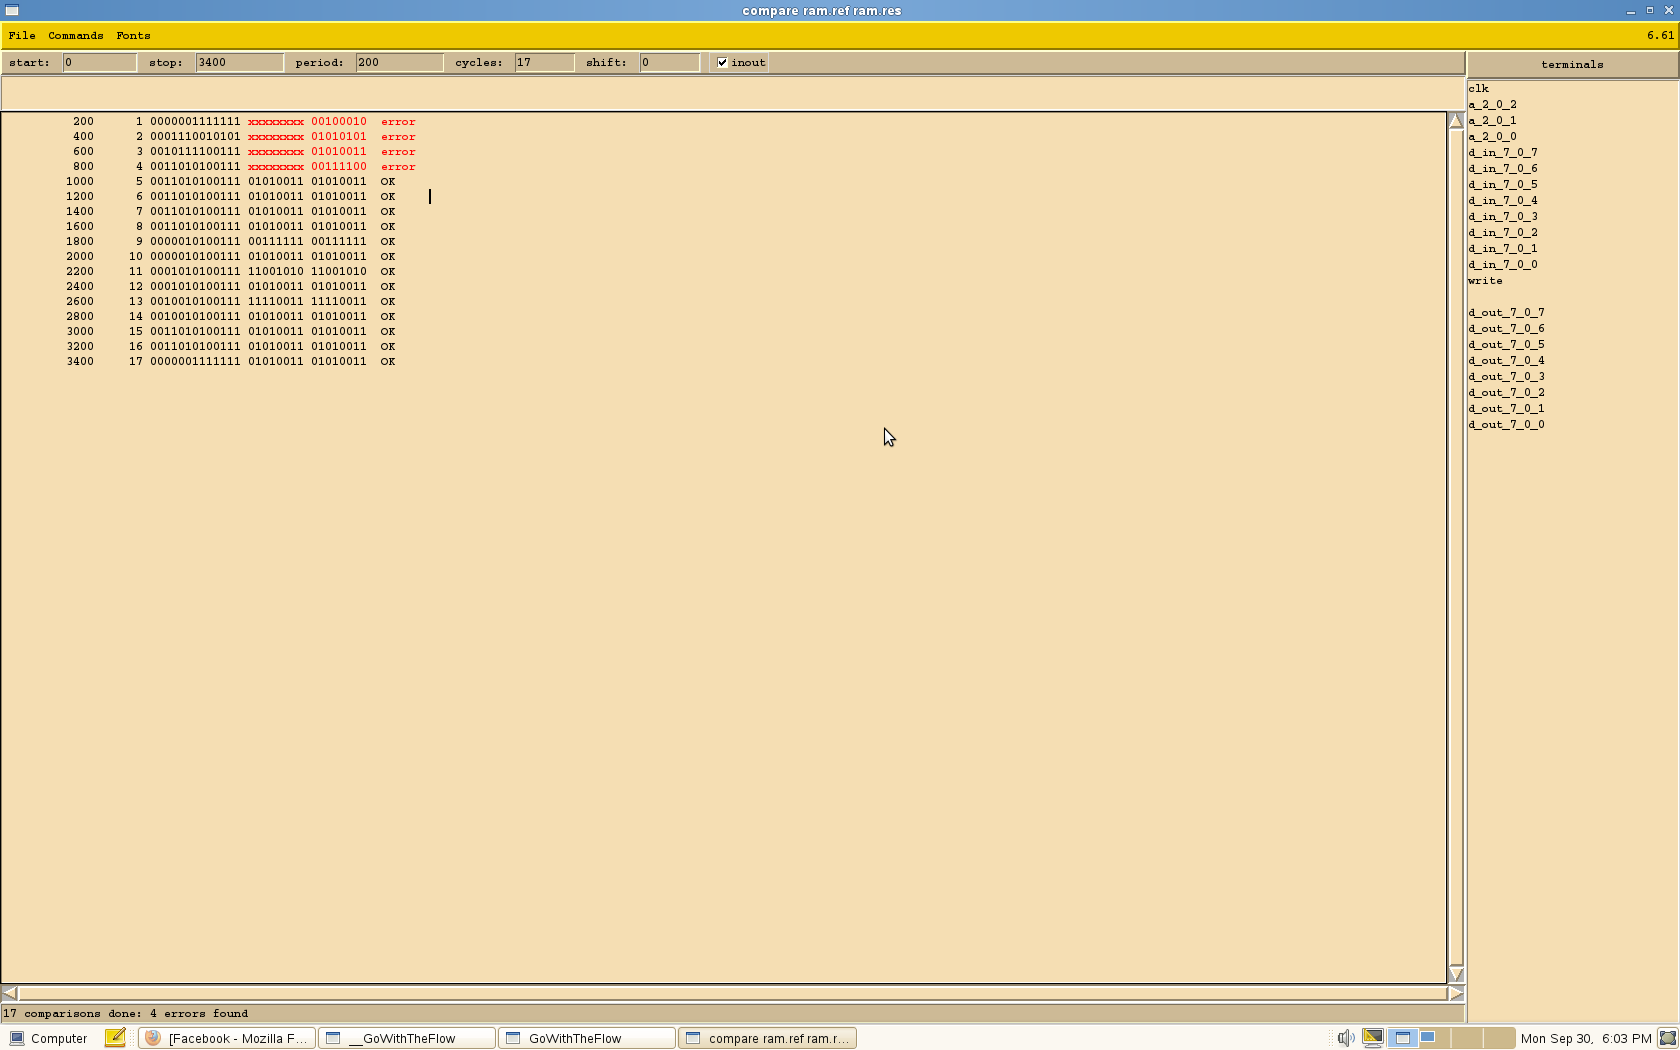 compare ram.ref ram.res
File Commands Fonts 6.61
start: 0 stop: 3400 period: 200 cycles: 17 shift: 0 inout
terminals
200 1 0000001111111 xxxxxxxx 00100010 error
400 2 0001110010101 xxxxxxxx 01010101 error
600 3 0010111100111 xxxxxxxx 01010011 error
800 4 0011010100111 xxxxxxxx 00111100 error
1000 5 0011010100111 01010011 01010011 OK
1200 6 0011010100111 01010011 01010011 OK
1400 7 0011010100111 01010011 01010011 OK
1600 8 0011010100111 01010011 01010011 OK
1800 9 0000010100111 00111111 00111111 OK
2000 10 0000010100111 01010011 01010011 OK
2200 11 0001010100111 11001010 11001010 OK
2400 12 0001010100111 01010011 01010011 OK
2600 13 0010010100111 11110011 11110011 OK
2800 14 0010010100111 01010011 01010011 OK
3000 15 0011010100111 01010011 01010011 OK
3200 16 0011010100111 01010011 01010011 OK
3400 17 0000001111111 01010011 01010011 OK
clk
a_2_0_2
a_2_0_1
a_2_0_0
d_in_7_0_7
d_in_7_0_6
d_in_7_0_5
d_in_7_0_4
d_in_7_0_3
d_in_7_0_2
d_in_7_0_1
d_in_7_0_0
write
d_out_7_0_7
d_out_7_0_6
d_out_7_0_5
d_out_7_0_4
d_out_7_0_3
d_out_7_0_2
d_out_7_0_1
d_out_7_0_0
17 comparisons done: 4 errors found
Computer [Facebook - Mozilla F... __GoWithTheFlow GoWithTheFlow compare ram.ref ram.r... Mon Sep 30, 6:03 PM